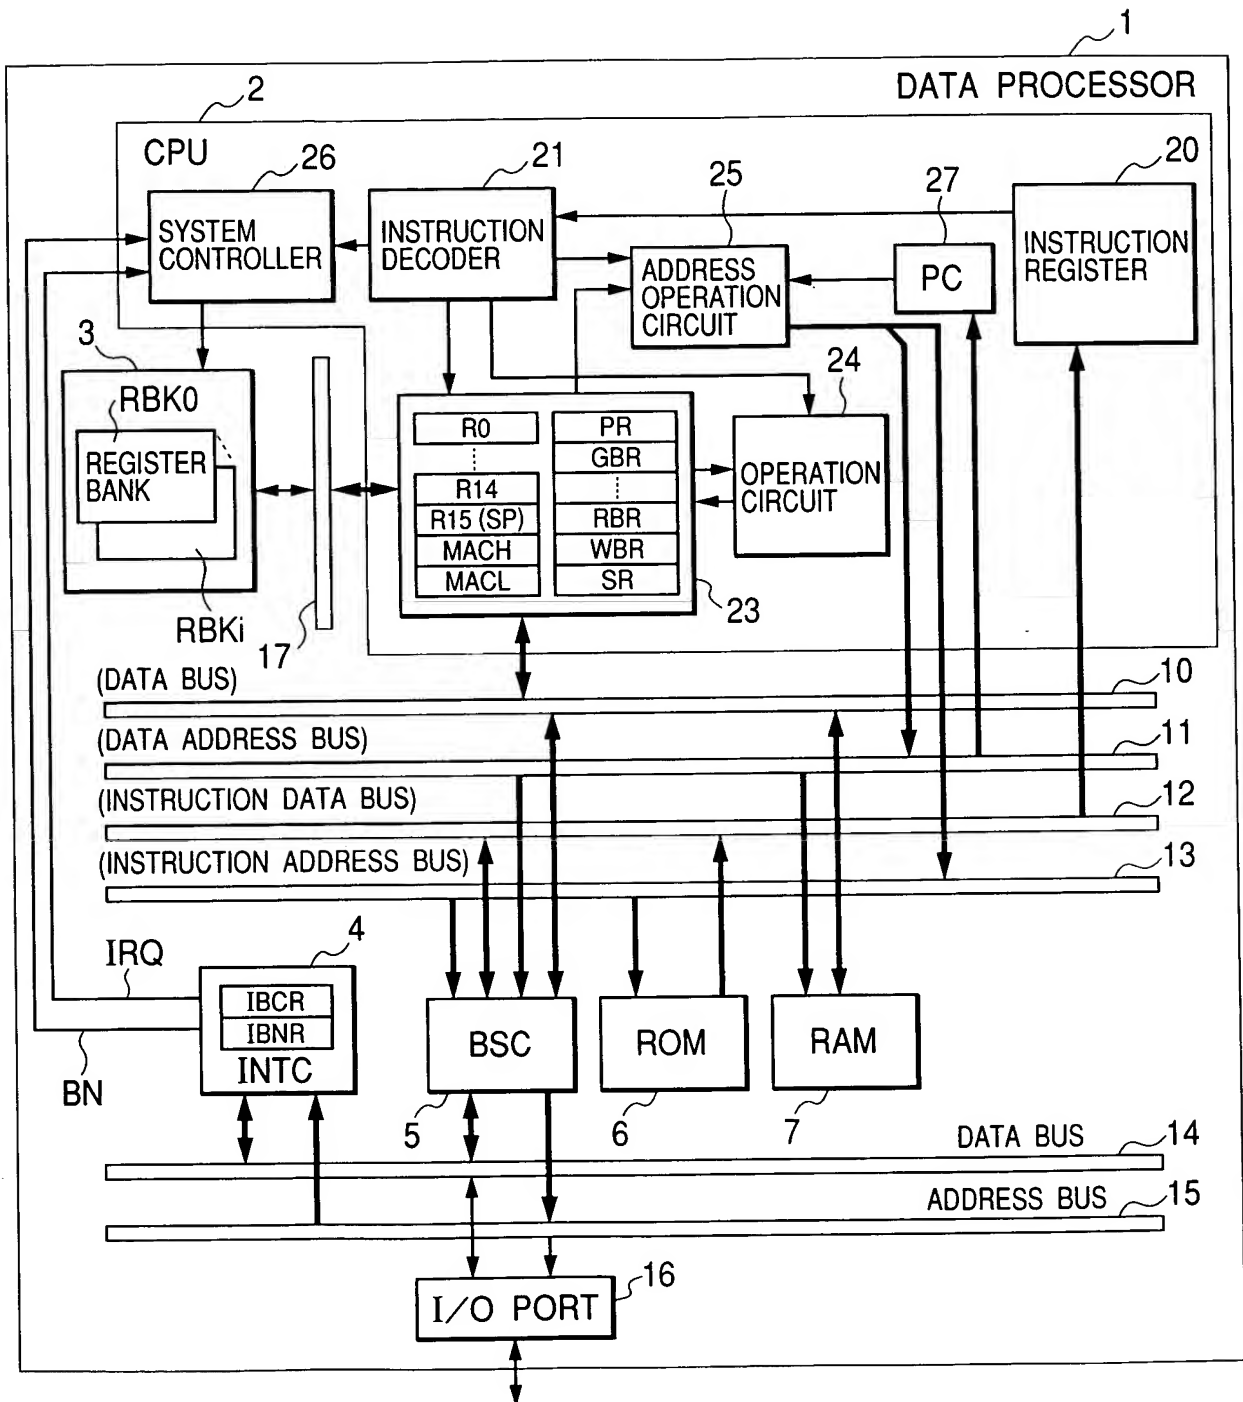 1
DATA PROCESSOR
2
CPU
26
21
25
27
20
SYSTEM
CONTROLLER
INSTRUCTION
DECODER
ADDRESS
OPERATION
CIRCUIT
PC
INSTRUCTION
REGISTER
3
RBK0
REGISTER
BANK
RBKi
17
R0
R14
R15 (SP)
MACH
MACL
PR
GBR
RBR
WBR
SR
23
24
OPERATION
CIRCUIT
(DATA BUS)
10
(DATA ADDRESS BUS)
11
(INSTRUCTION DATA BUS)
12
(INSTRUCTION ADDRESS BUS)
13
IRQ
BN
4
IBCR
IBNR
INTC
BSC
5
ROM
6
RAM
7
DATA BUS
14
ADDRESS BUS
15
I/O PORT
16